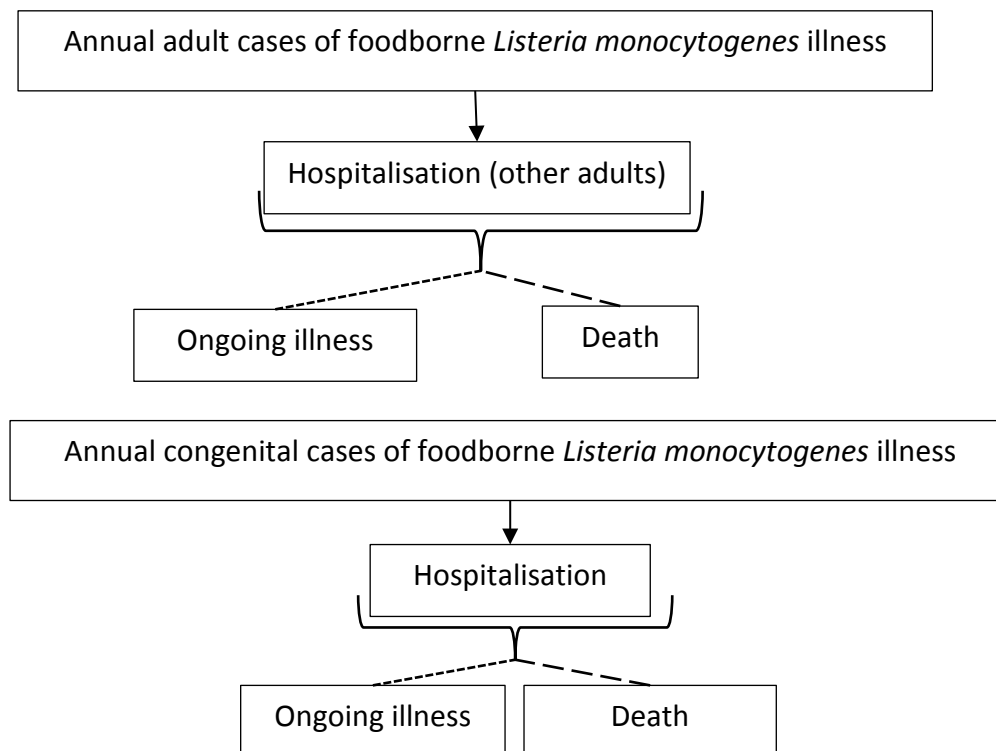 Annual adult cases of foodborne Listeria monocytogenes illness
Hospitalisation (other adults)
Ongoing illness
Death
Annual congenital cases of foodborne Listeria monocytogenes illness
Hospitalisation
Ongoing illness
Death